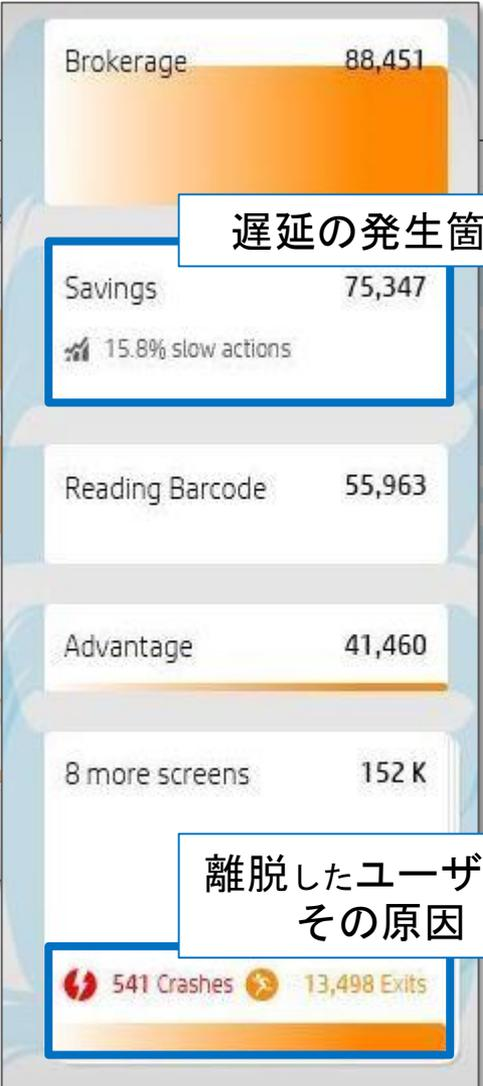 Brokerage 88,451
遅延の発生箇
Savings 75,347
15.8% slow actions
Reading Barcode 55,963
Advantage 41,460
8 more screens 152 K
離脱したユーザ
その原因
541 Crashes 13,498 Exits